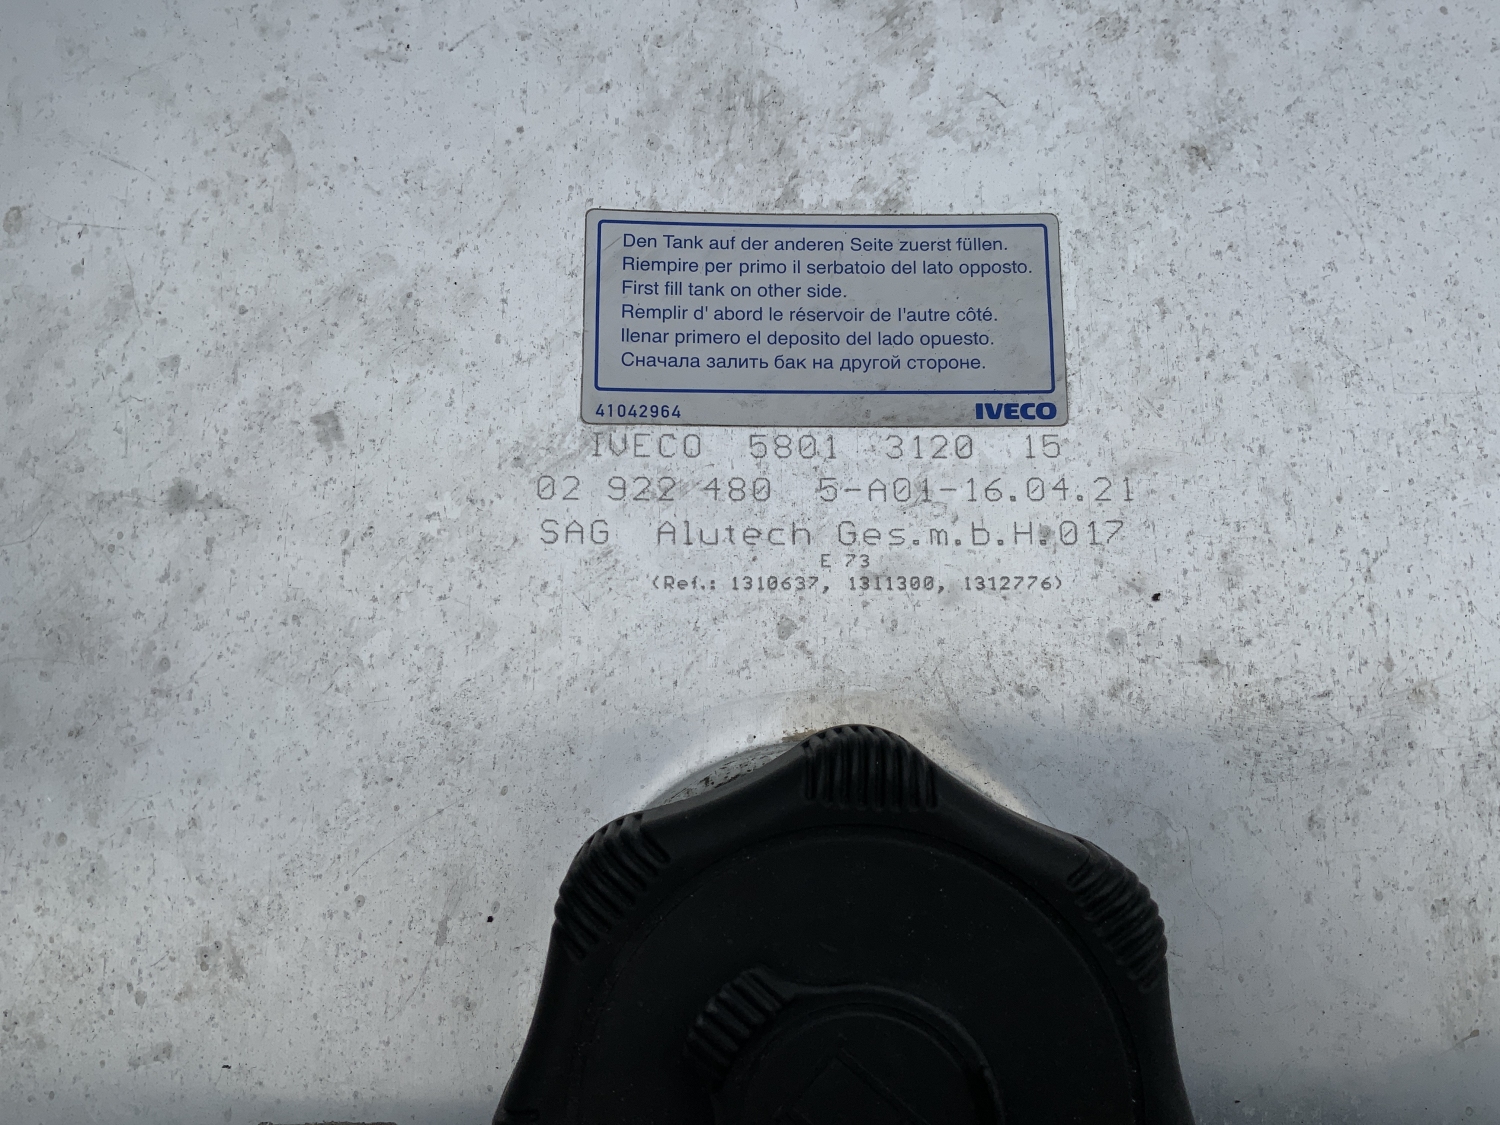 Den Tank auf der anderen Seite zuerst füllen.
Riempire per primo il serbatoio del lato opposto.
First fill tank on other side.
Remplir d' abord le réservoir de l'autre côté.
llenar primero el deposito del lado opuesto.
Сначала залить бак на другой стороне.
41042964 IVECO
IVECO 5801 3120 15
02 922 480 5-A01-16.04.21
SAG Alutech Ges.m.b.H.017
E 73
(Ref.: 1310637, 1311300, 1312776)